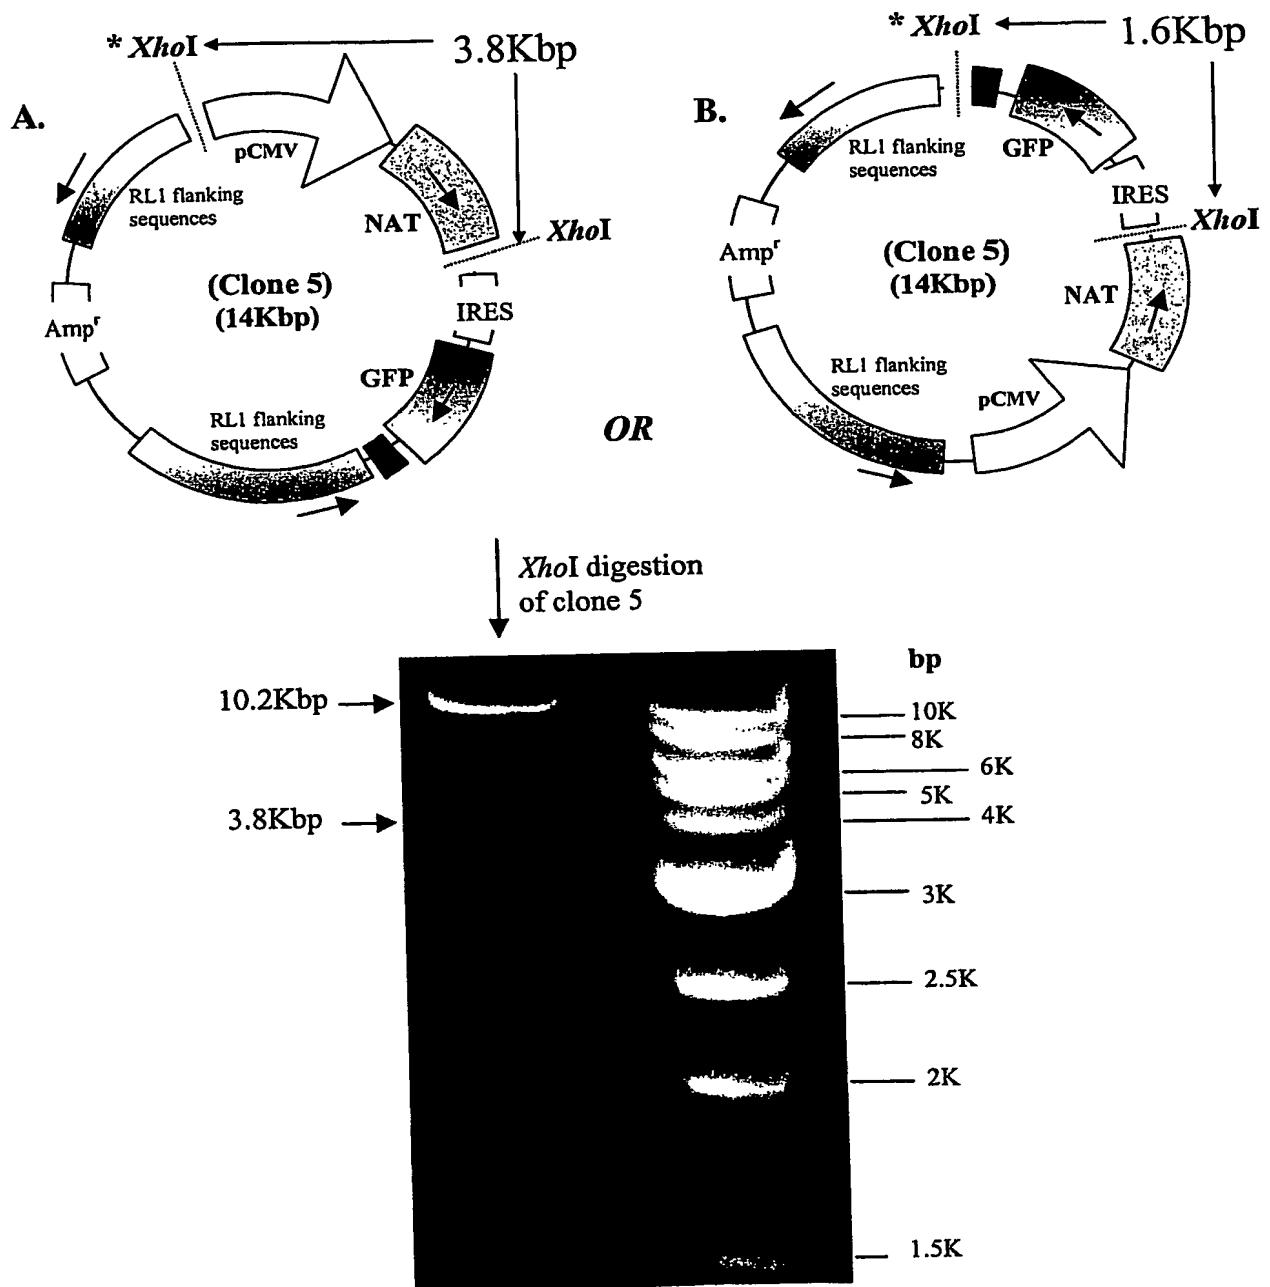 * XhoI
3.8Kbp
A.
pCMV
RL1 flanking
sequences
NAT
XhoI
(Clone 5)
(14Kbp)
IRES
Ampr
GFP
RL1 flanking
sequences
OR
* XhoI
1.6Kbp
B.
RL1 flanking
sequences
GFP
IRES
XhoI
Ampr
(Clone 5)
(14Kbp)
NAT
RL1 flanking
sequences
pCMV
XhoI digestion
of clone 5
bp
10.2Kbp
10K
8K
6K
5K
3.8Kbp
4K
3K
2.5K
2K
1.5K